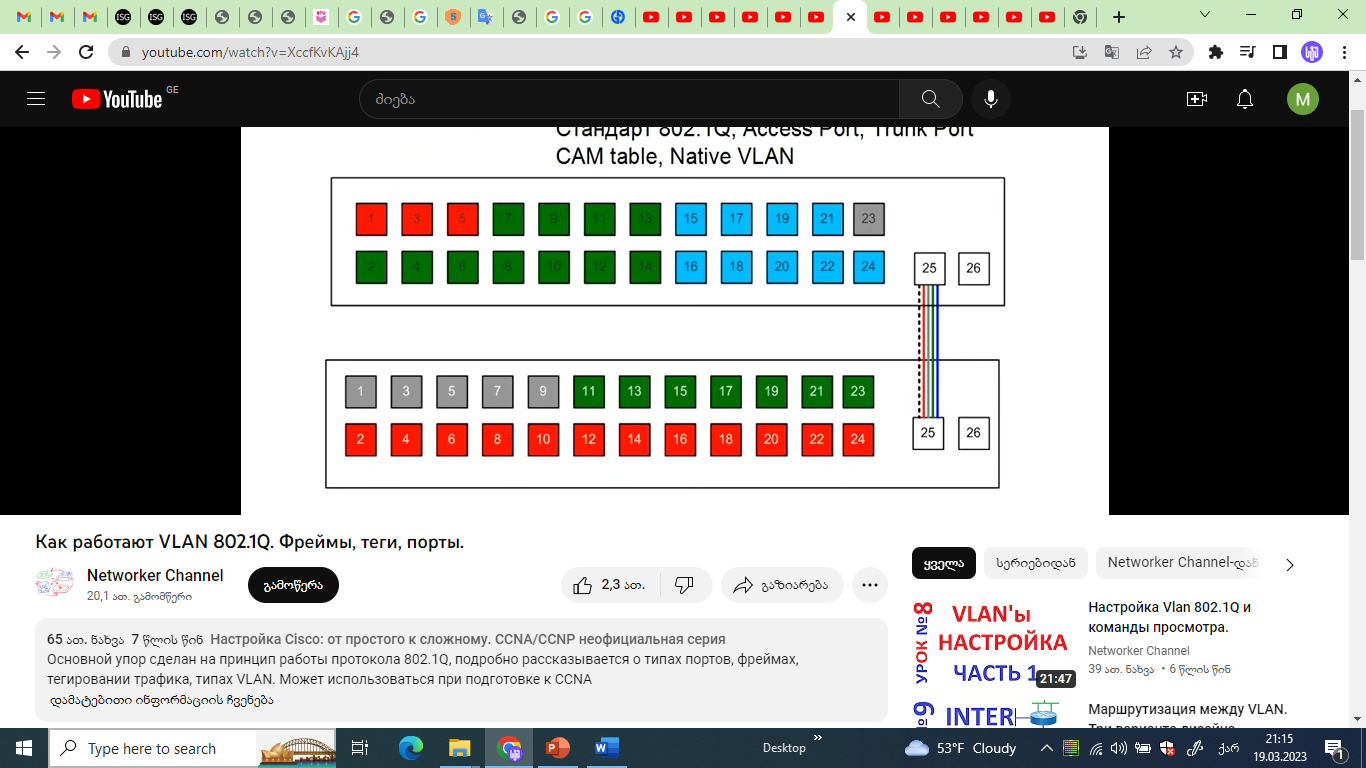 youtube.com/watch?v=XccfKvKAjj4
YouTube GE
ძიება
M
Стандарт 802.1Q, Access Port, Trunk Port
CAM table, Native VLAN
1 3 5 7 9 11 13 15 17 19 21 23
2 4 6 8 10 12 14 16 18 20 22 24 25 26
1 3 5 7 9 11 13 15 17 19 21 23
2 4 6 8 10 12 14 16 18 20 22 24 25 26
Как работают VLAN 802.1Q. Фреймы, теги, порты.
Networker Channel
20,1 ათ. გამომწერი
გამოწერა
2,3 ათ.
გაზიარება
65 ათ. ნახვა 7 წლის წინ Настройка Cisco: от простого к сложному. CCNA/CCNP неофициальная серия
Основной упор сделан на принцип работы протокола 802.1Q, подробно рассказывается о типах портов, фреймах,
тегировании трафика, типах VLAN. Может использоваться при подготовке к CCNA
დამატებითი ინფორმაციის ჩვენება
ყველა სერიებიდან Networker Channel-დან
УРОК №8
VLAN'ы
НАСТРОЙКА
ЧАСТЬ 1
21:47
Настройка Vlan 802.1Q и
команды просмотра.
Networker Channel
39 ათ. ნახვა • 6 წლის წინ
№9
INTER
Маршрутизация между VLAN.
Три варианта дизайна
Type here to search
Desktop
53°F Cloudy
ქარ
21:15
19.03.2023
1